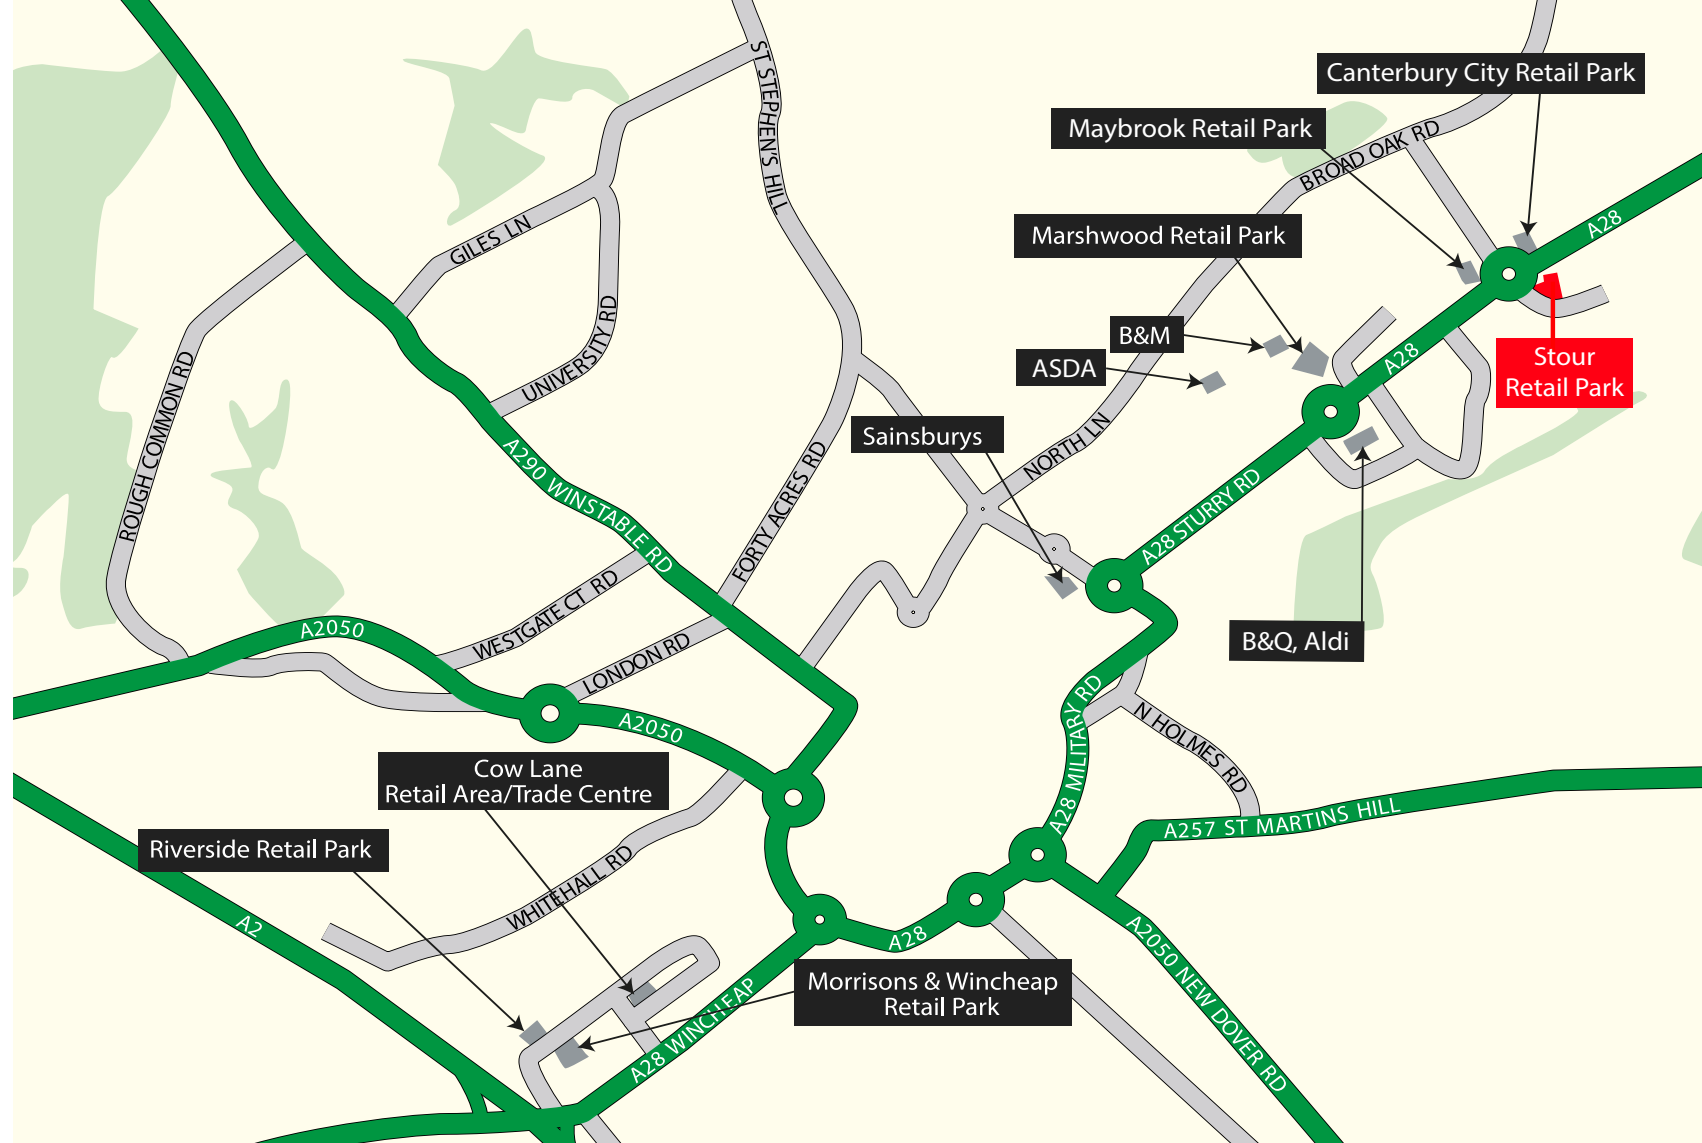 Canterbury City Retail Park
Maybrook Retail Park
Marshwood Retail Park
B&M
ASDA
Sainsburys
Stour
Retail Park
B&Q, Aldi
Cow Lane
Retail Area/Trade Centre
Riverside Retail Park
Morrisons & Wincheap
Retail Park
ST STEPHEN'S HILL
BROAD OAK RD
A28
GILES LN
UNIVERSITY RD
ROUGH COMMON RD
A28
NORTH LN
A290 WINSTABLE RD
FORTY ACRES RD
A28 STURRY RD
WESTGATE CT RD
A2050
LONDON RD
A2050
A28 MILITARY RD
N HOLMES RD
A257 ST MARTINS HILL
WHITEHALL RD
A2
A28
A2050 NEW DOVER RD
A28 WINCHEAP